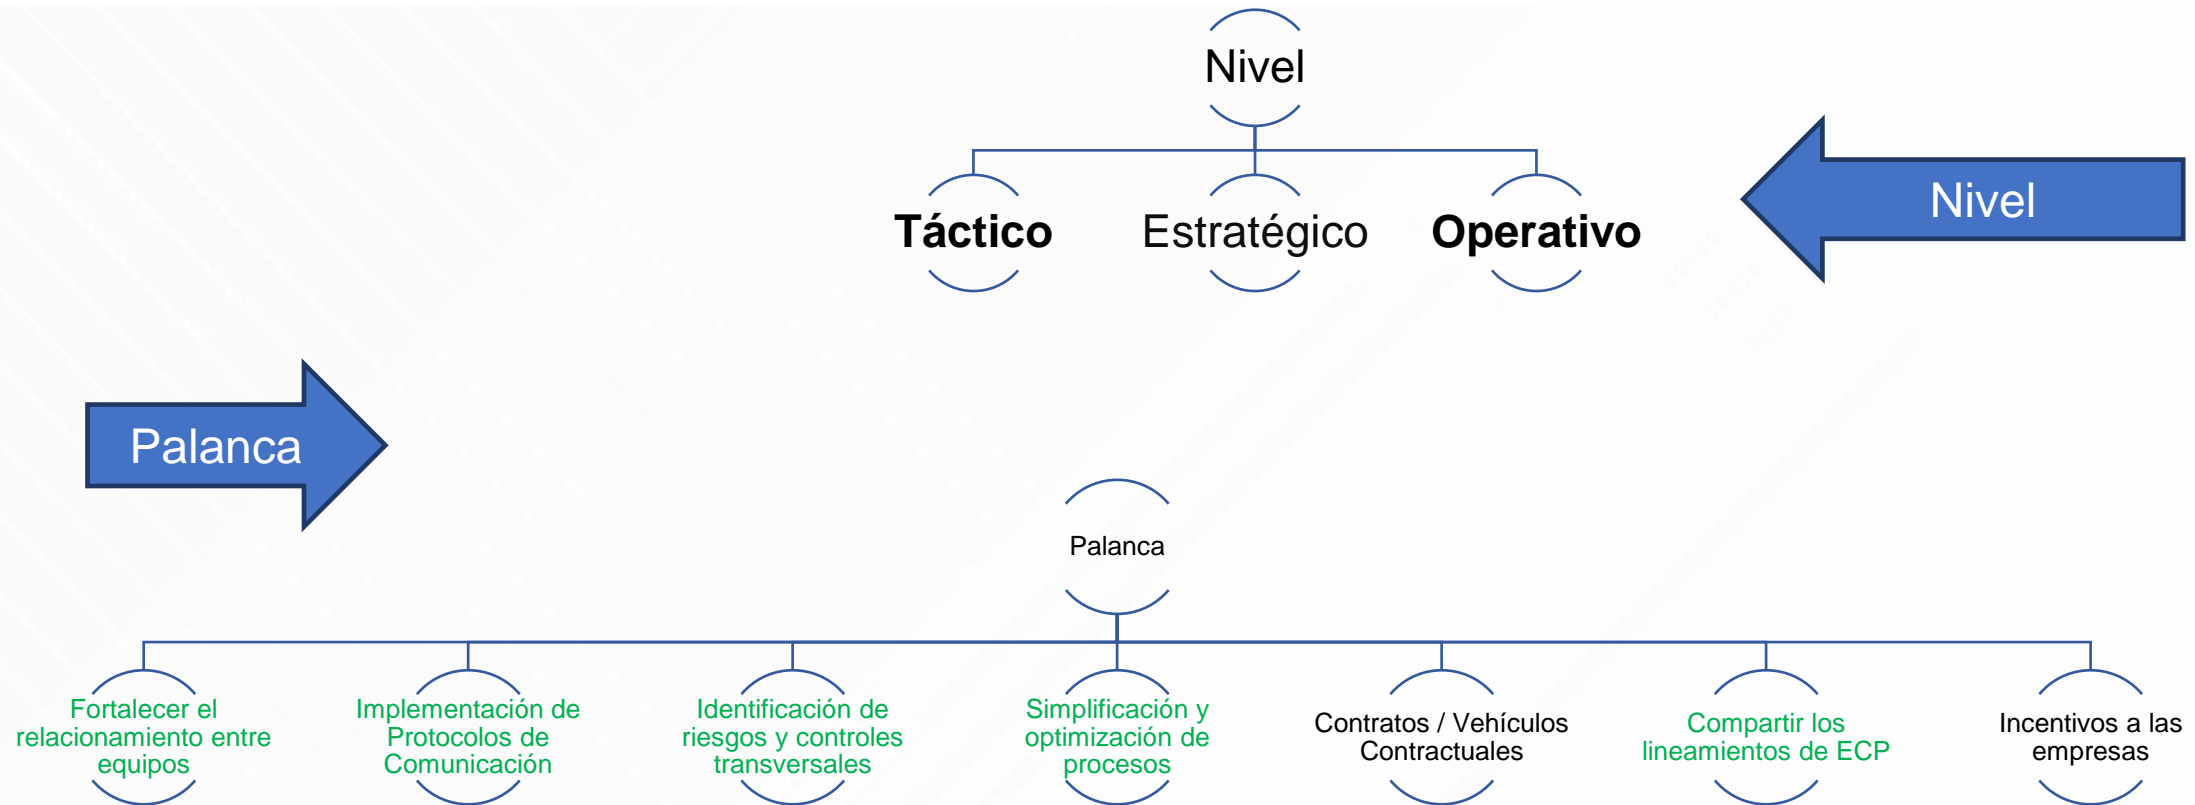 Nivel
Táctico
Estratégico
Operativo
Nivel
Palanca
Palanca
Fortalecer el
relacionamiento entre
equipos
Implementación de
Protocolos de
Comunicación
Identificación de
riesgos y controles
transversales
Simplificación y
optimización de
procesos
Contratos / Vehículos
Contractuales
Compartir los
lineamientos de ECP
Incentivos a las
empresas